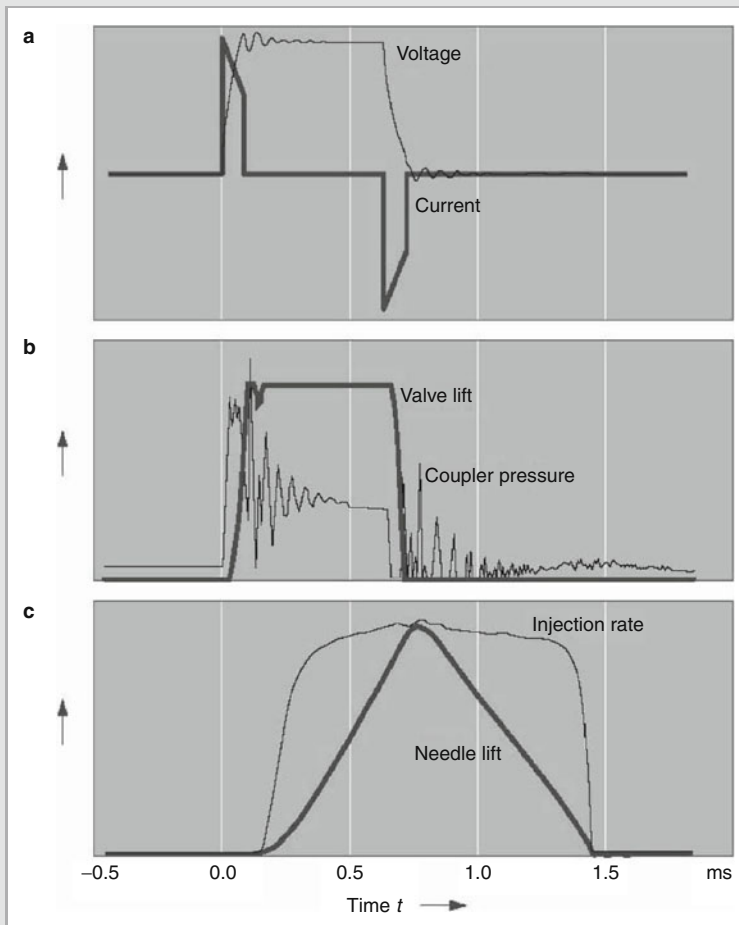 a
Voltage
Current
b
Valve lift
Coupler pressure
c
Injection rate
Needle lift
–0.5 0.0 0.5 1.0 1.5 ms
Time t